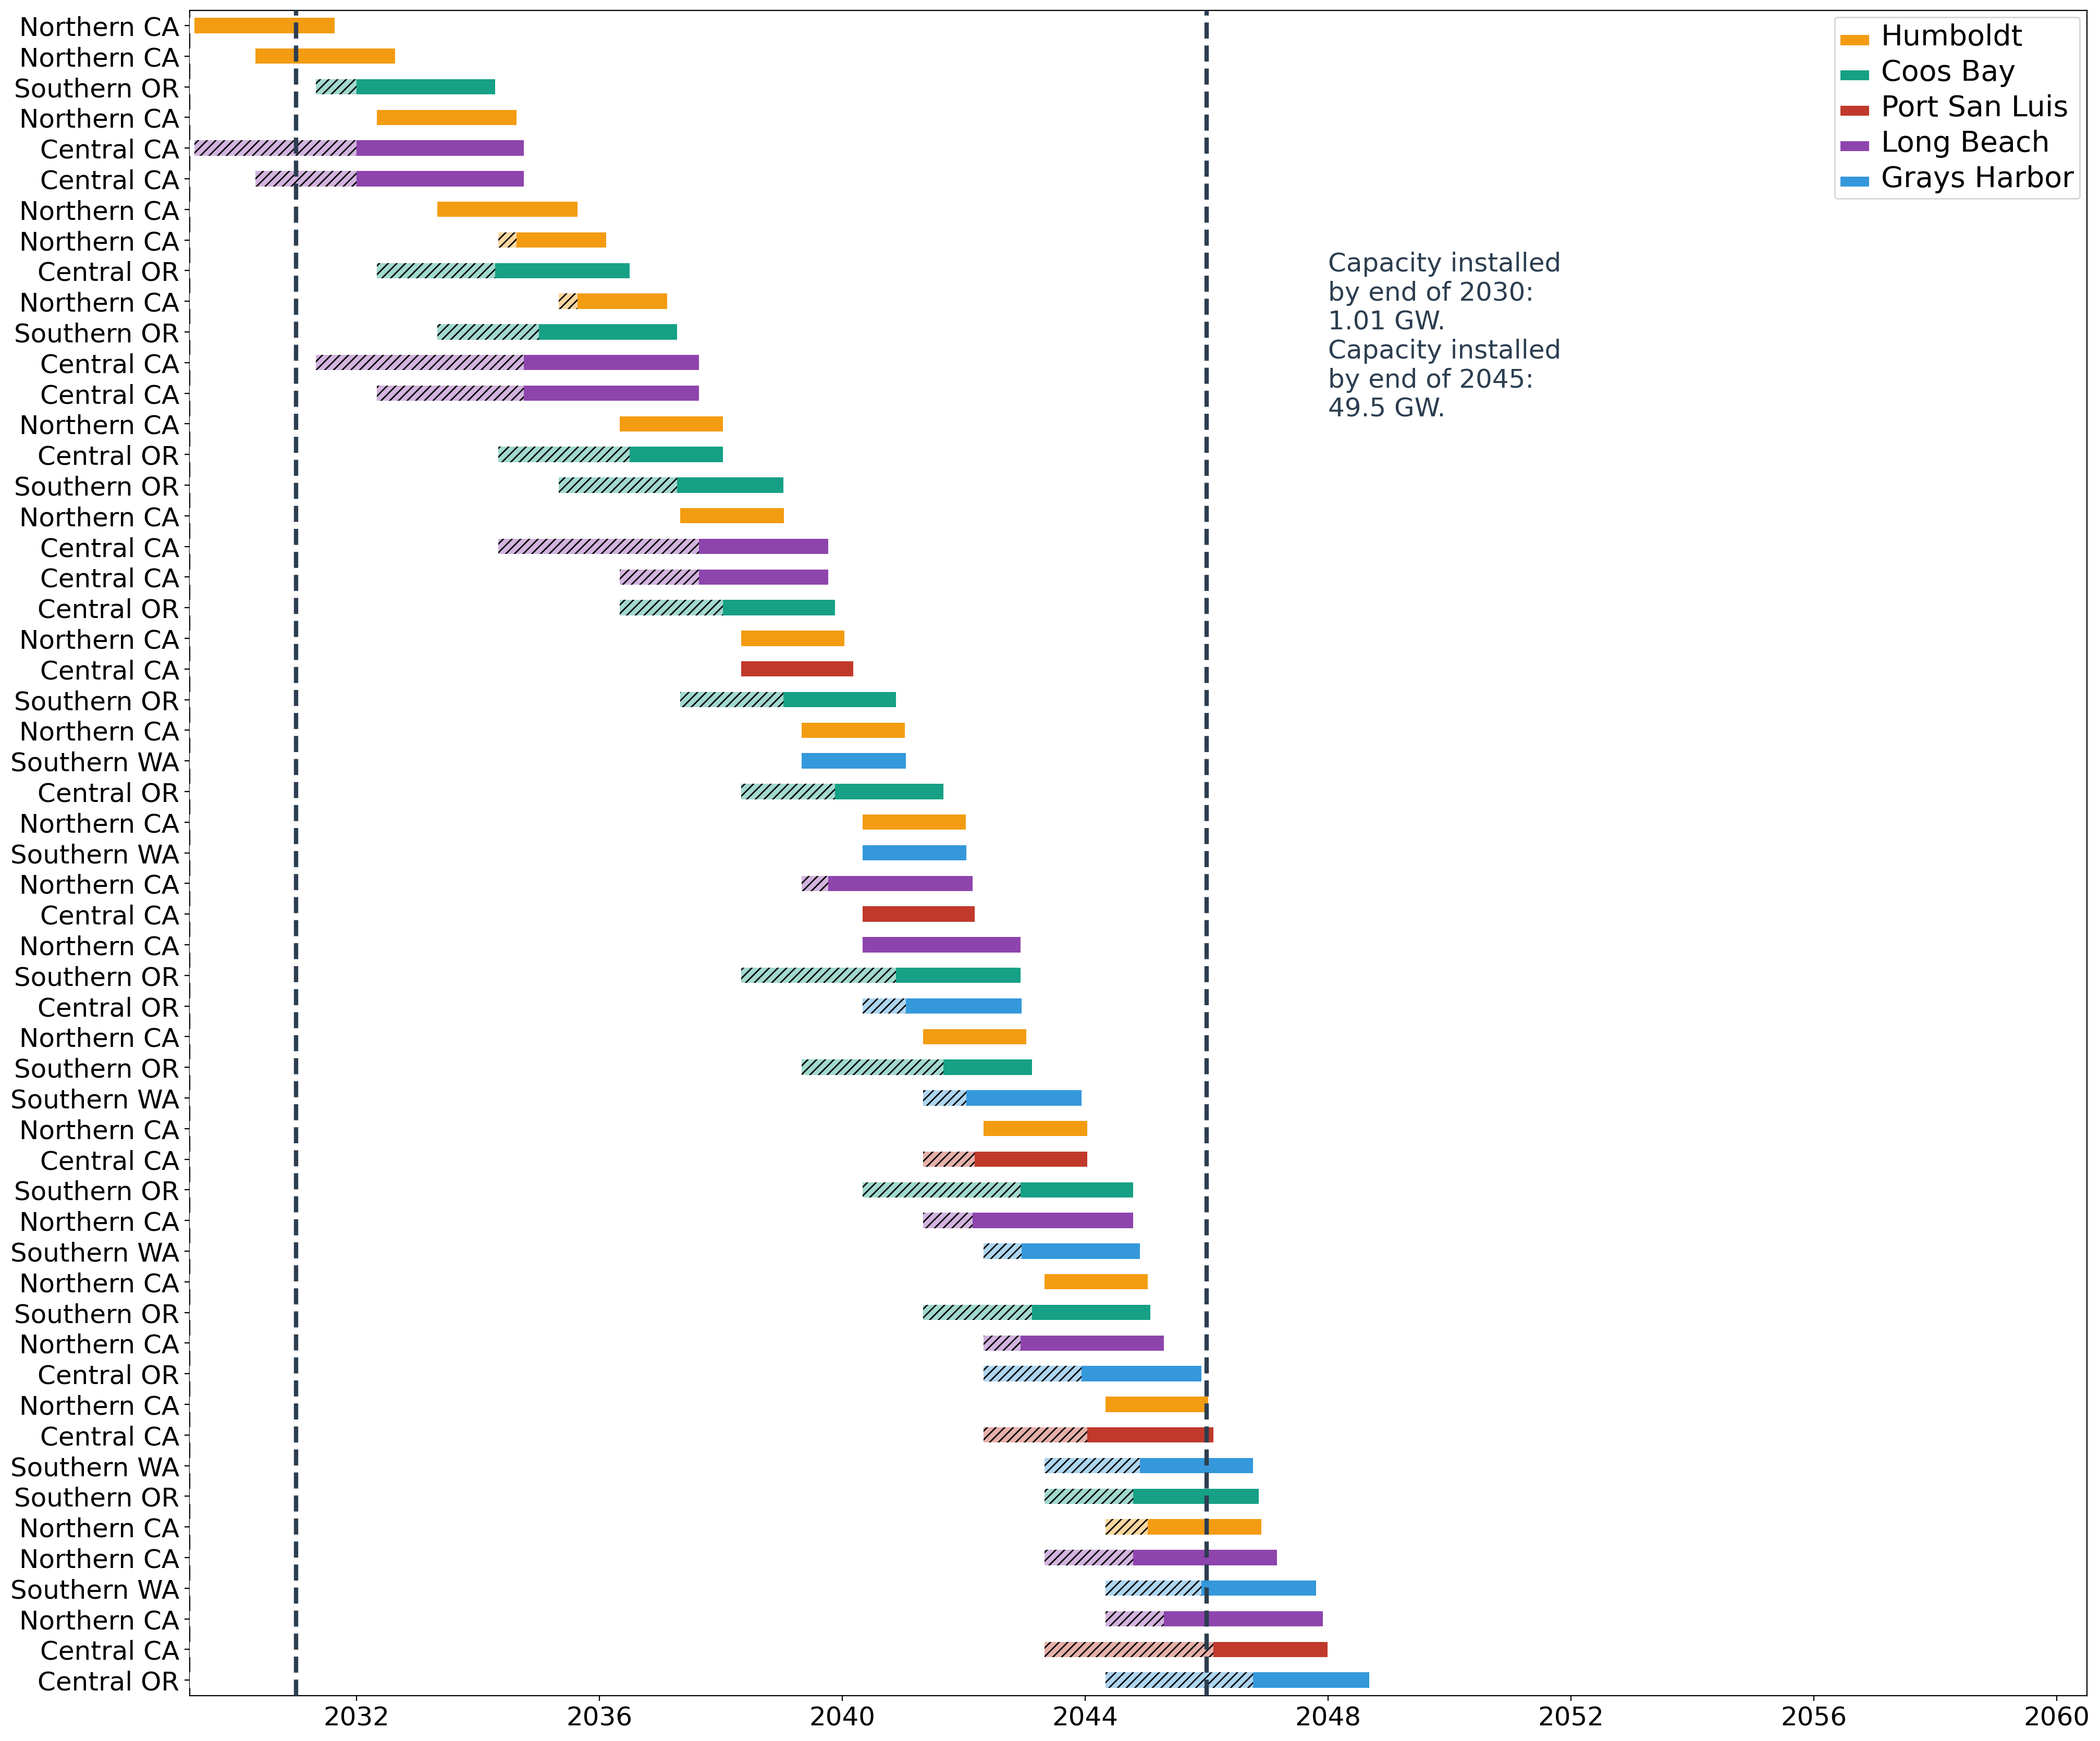 Northern CA
Northern CA
Southern OR
Northern CA
Central CA
Central CA
Northern CA
Northern CA
Central OR
Northern CA
Southern OR
Central CA
Central CA
Northern CA
Central OR
Southern OR
Northern CA
Central CA
Central CA
Central OR
Northern CA
Central CA
Southern OR
Northern CA
Southern WA
Central OR
Northern CA
Southern WA
Northern CA
Central CA
Northern CA
Southern OR
Central OR
Northern CA
Southern OR
Southern WA
Northern CA
Central CA
Southern OR
Northern CA
Southern WA
Northern CA
Southern OR
Northern CA
Central OR
Northern CA
Central CA
Southern WA
Southern OR
Northern CA
Northern CA
Southern WA
Northern CA
Central CA
Central OR
Humboldt
Coos Bay
Port San Luis
Long Beach
Grays Harbor
Capacity installed
by end of 2030:
1.01 GW.
Capacity installed
by end of 2045:
49.5 GW.
2032
2036
2040
2044
2048
2052
2056
2060